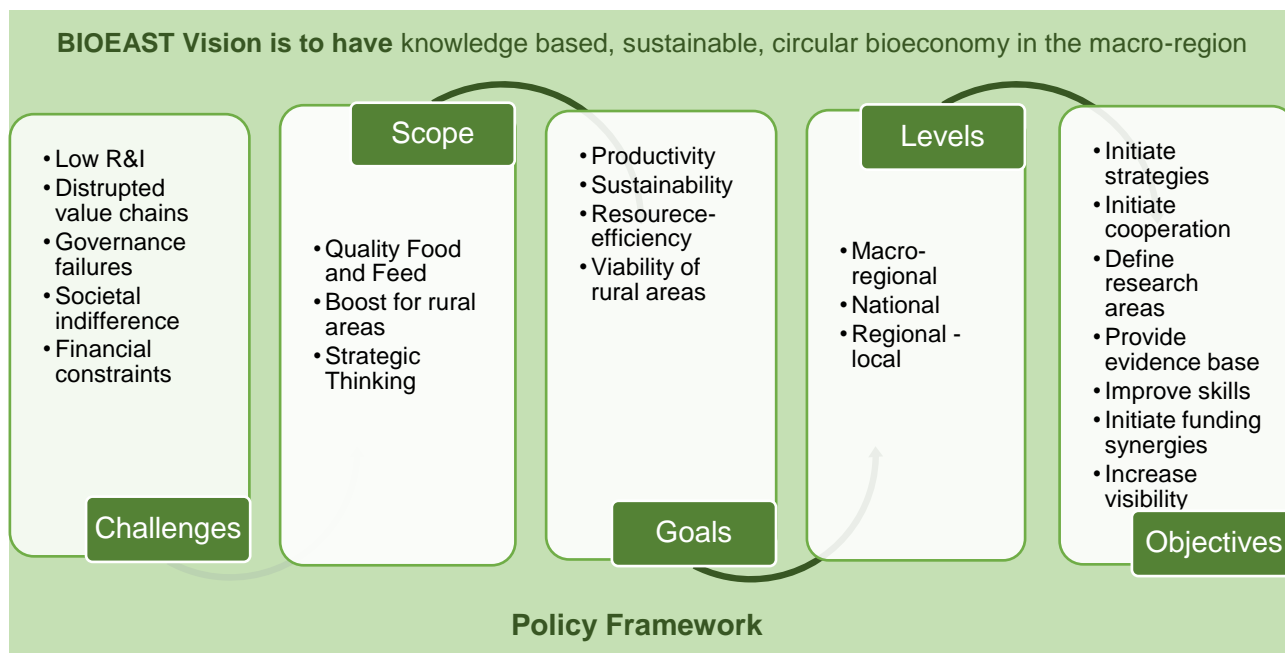 BIOEAST Vision is to have knowledge based, sustainable, circular bioeconomy in the macro-region
• Low R&I
• Distrupted
value chains
• Governance
failures
• Societal
indifference
• Financial
constraints
Challenges
Scope
• Quality Food
and Feed
• Boost for rural
areas
• Strategic
Thinking
• Productivity
• Sustainability
• Resourece-
efficiency
• Viability of
rural areas
Goals
Levels
• Macro-
regional
• National
• Regional -
local
• Initiate
strategies
• Initiate
cooperation
• Define
research
areas
• Provide
evidence base
• Improve skills
• Initiate funding
synergies
• Increase
visibility
Objectives
Policy Framework